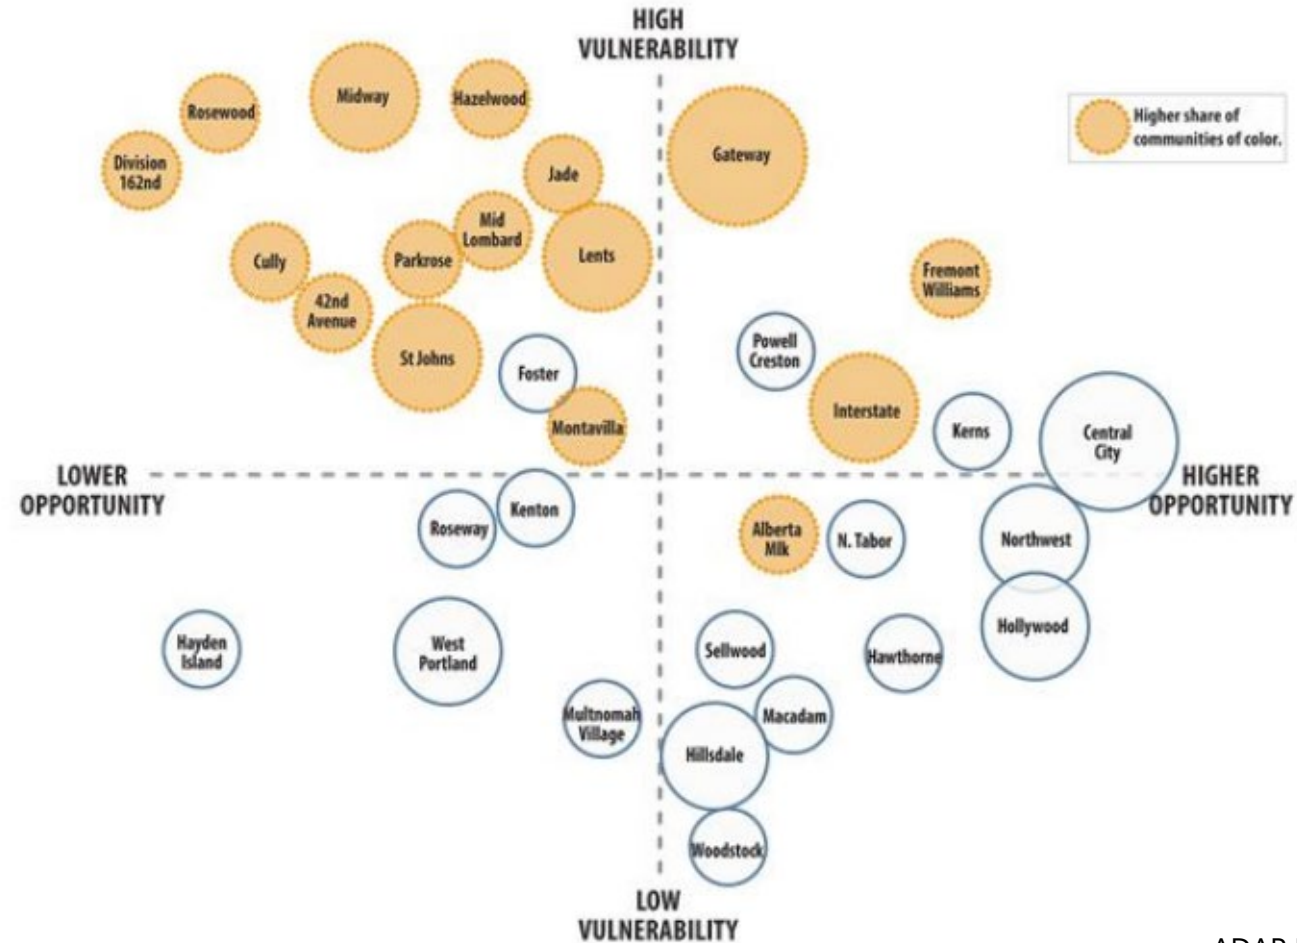 HIGH
VULNERABILITY
Higher share of
communities of color.
Midway
Hazelwood
Rosewood
Gateway
Division
162nd
Jade
Mid
Lombard
Cully
Parkrose
Lents
Fremont
Williams
42nd
Avenue
St Johns
Foster
Powell
Creston
Interstate
Montavilla
Kerns
Central
City
LOWER
OPPORTUNITY
HIGHER
OPPORTUNITY
Roseway
Kenton
Alberta
Mlk
N. Tabor
Northwest
Hayden
Island
West
Portland
Sellwood
Hawthorne
Hollywood
Multnomah
Village
Macadam
Hillsdale
Woodstock
LOW
VULNERABILITY